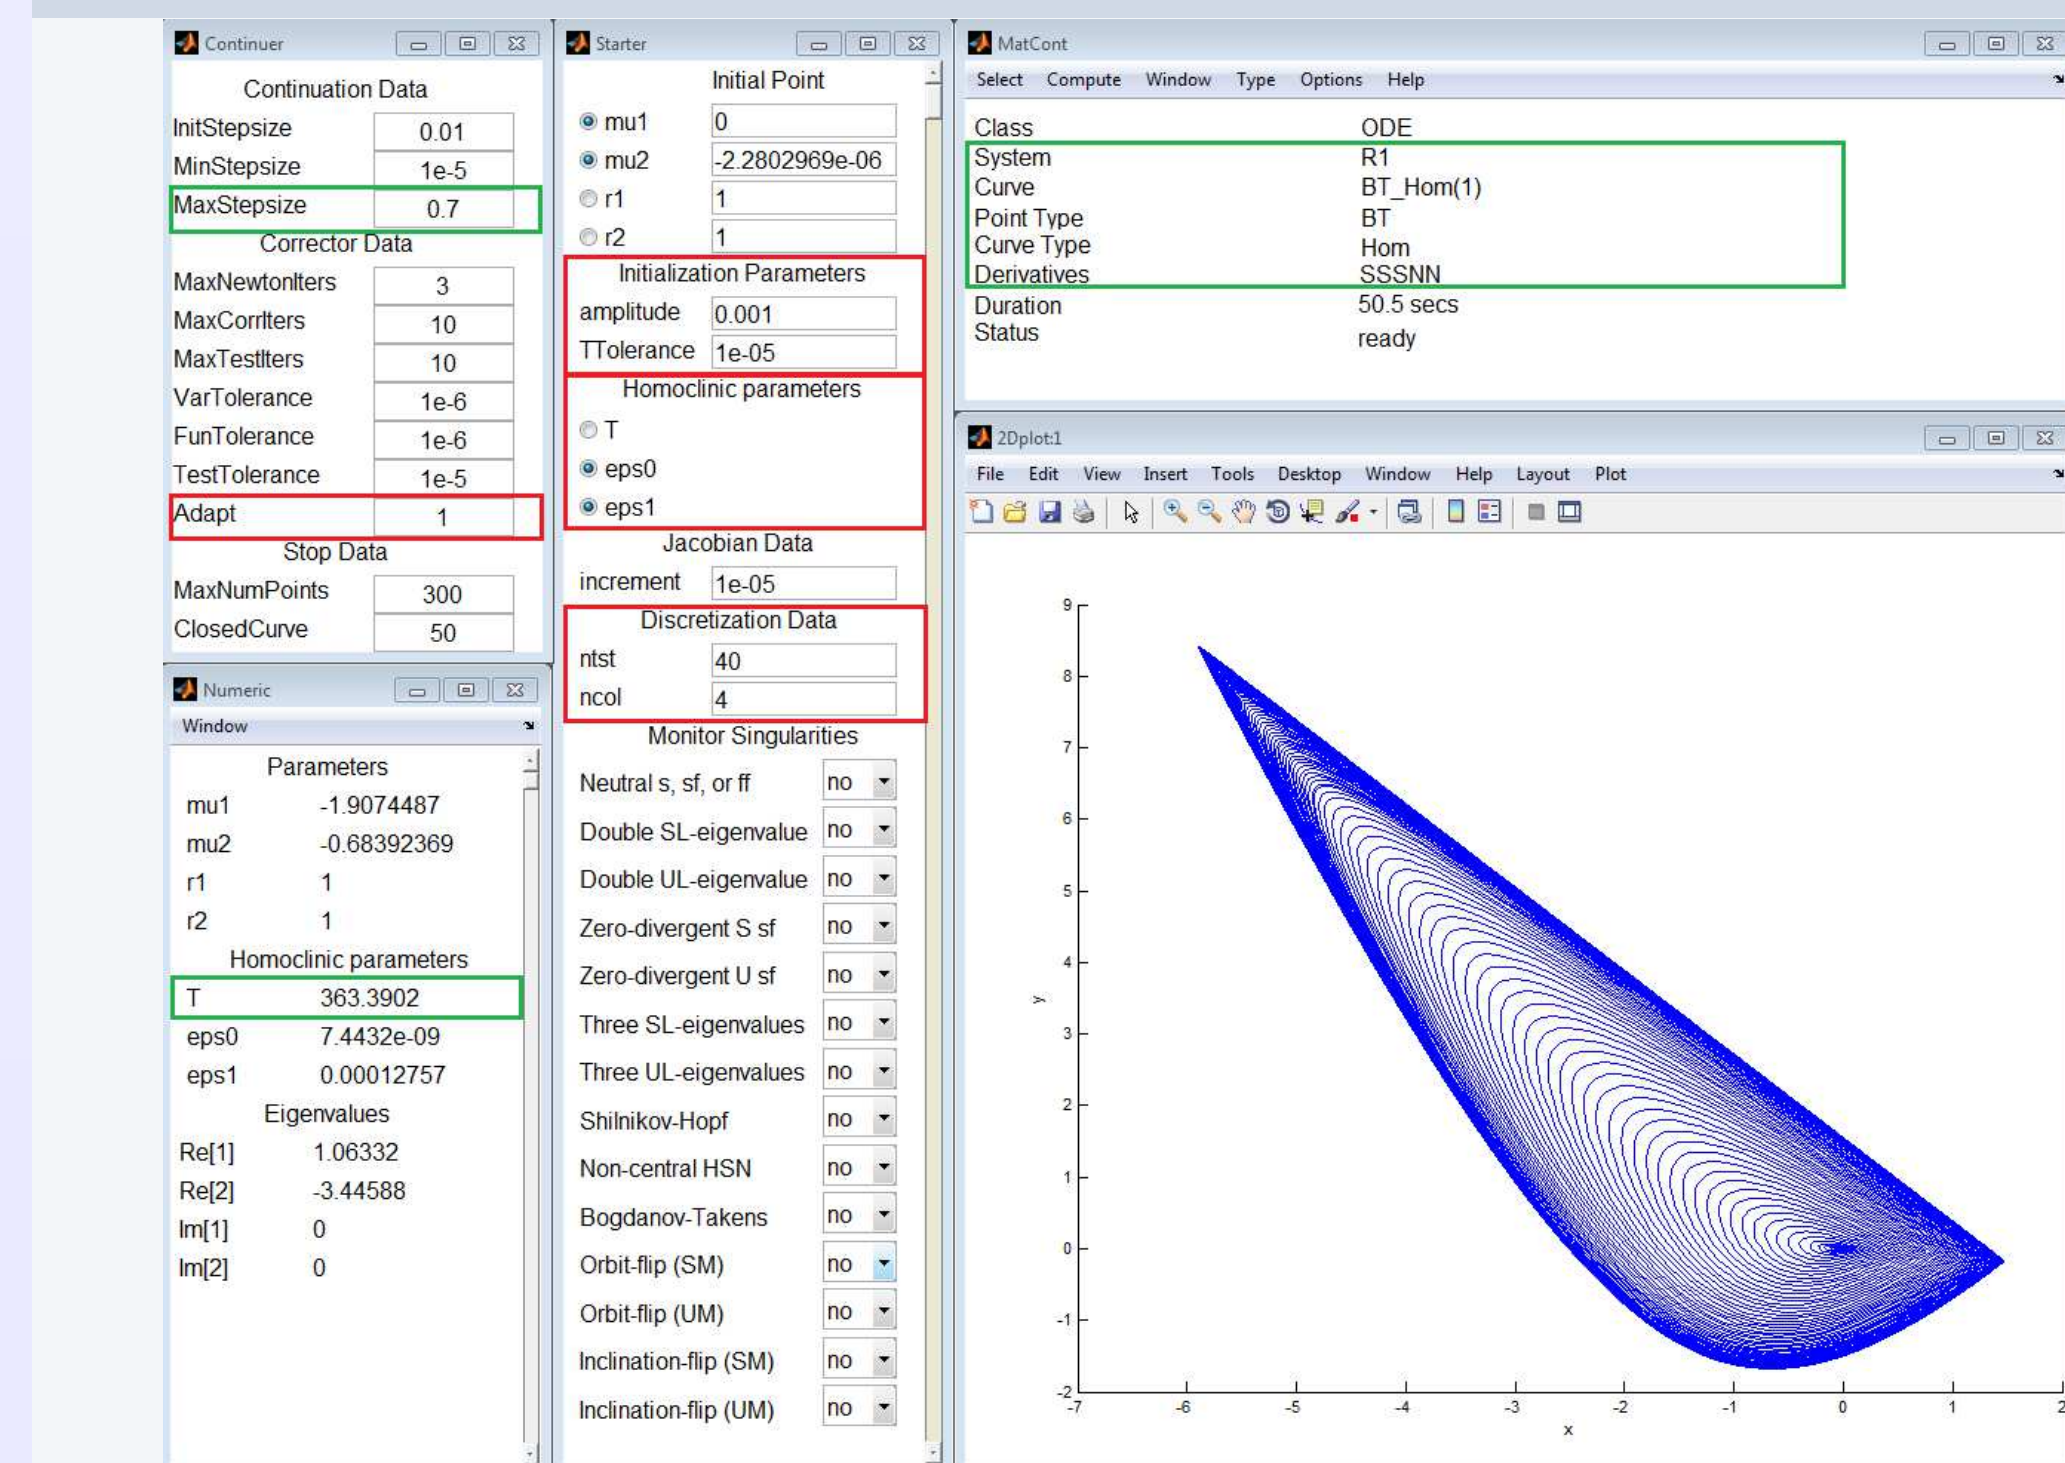 Continuer
Continuation Data
InitStepsize 0.01
MinStepsize 1e-5
MaxStepsize 0.7
Corrector Data
MaxNewtonIters 3
MaxCorrIters 10
MaxTestIters 10
VarTolerance 1e-6
FunTolerance 1e-6
TestTolerance 1e-5
Adapt 1
Stop Data
MaxNumPoints 300
ClosedCurve 50
Numeric
Window
Parameters
mu1 -1.9074487
mu2 -0.68392369
r1 1
r2 1
Homoclinic parameters
T 363.3902
eps0 7.4432e-09
eps1 0.00012757
Eigenvalues
Re[1] 1.06332
Re[2] -3.44588
Im[1] 0
Im[2] 0
Starter
Initial Point
mu1 0
mu2 -2.2802969e-06
r1 1
r2 1
Initialization Parameters
amplitude 0.001
TTolerance 1e-05
Homoclinic parameters
T
eps0
eps1
Jacobian Data
increment 1e-05
Discretization Data
ntst 40
ncol 4
Monitor Singularities
Neutral s, sf, or ff no
Double SL-eigenvalue no
Double UL-eigenvalue no
Zero-divergent S sf no
Zero-divergent U sf no
Three SL-eigenvalues no
Three UL-eigenvalues no
Shilnikov-Hopf no
Non-central HSN no
Bogdanov-Takens no
Orbit-flip (SM) no
Orbit-flip (UM) no
Inclination-flip (SM) no
Inclination-flip (UM) no
MatCont
Select Compute Window Type Options Help
Class ODE
System R1
Curve BT_Hom(1)
Point Type BT
Curve Type Hom
Derivatives SSSNN
Duration 50.5 secs
Status ready
2Dplot:1
File Edit View Insert Tools Desktop Window Help Layout Plot
9
8
7
6
5
4
y
3
2
1
0
-1
-2
-7 -6 -5 -4 -3 -2 -1 0 1 2
x